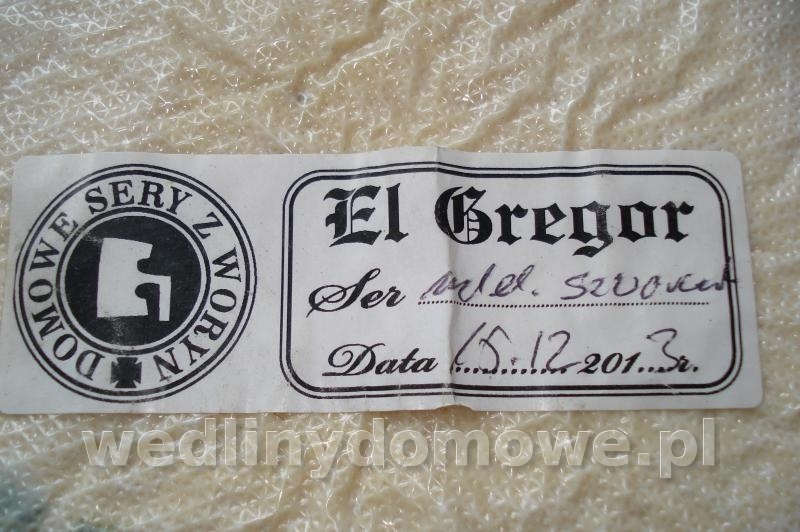 DOMOWE SERY Z WORYN
El Gregor
Ser
Data 15.12.2013r.
wedlinydomowe.pl